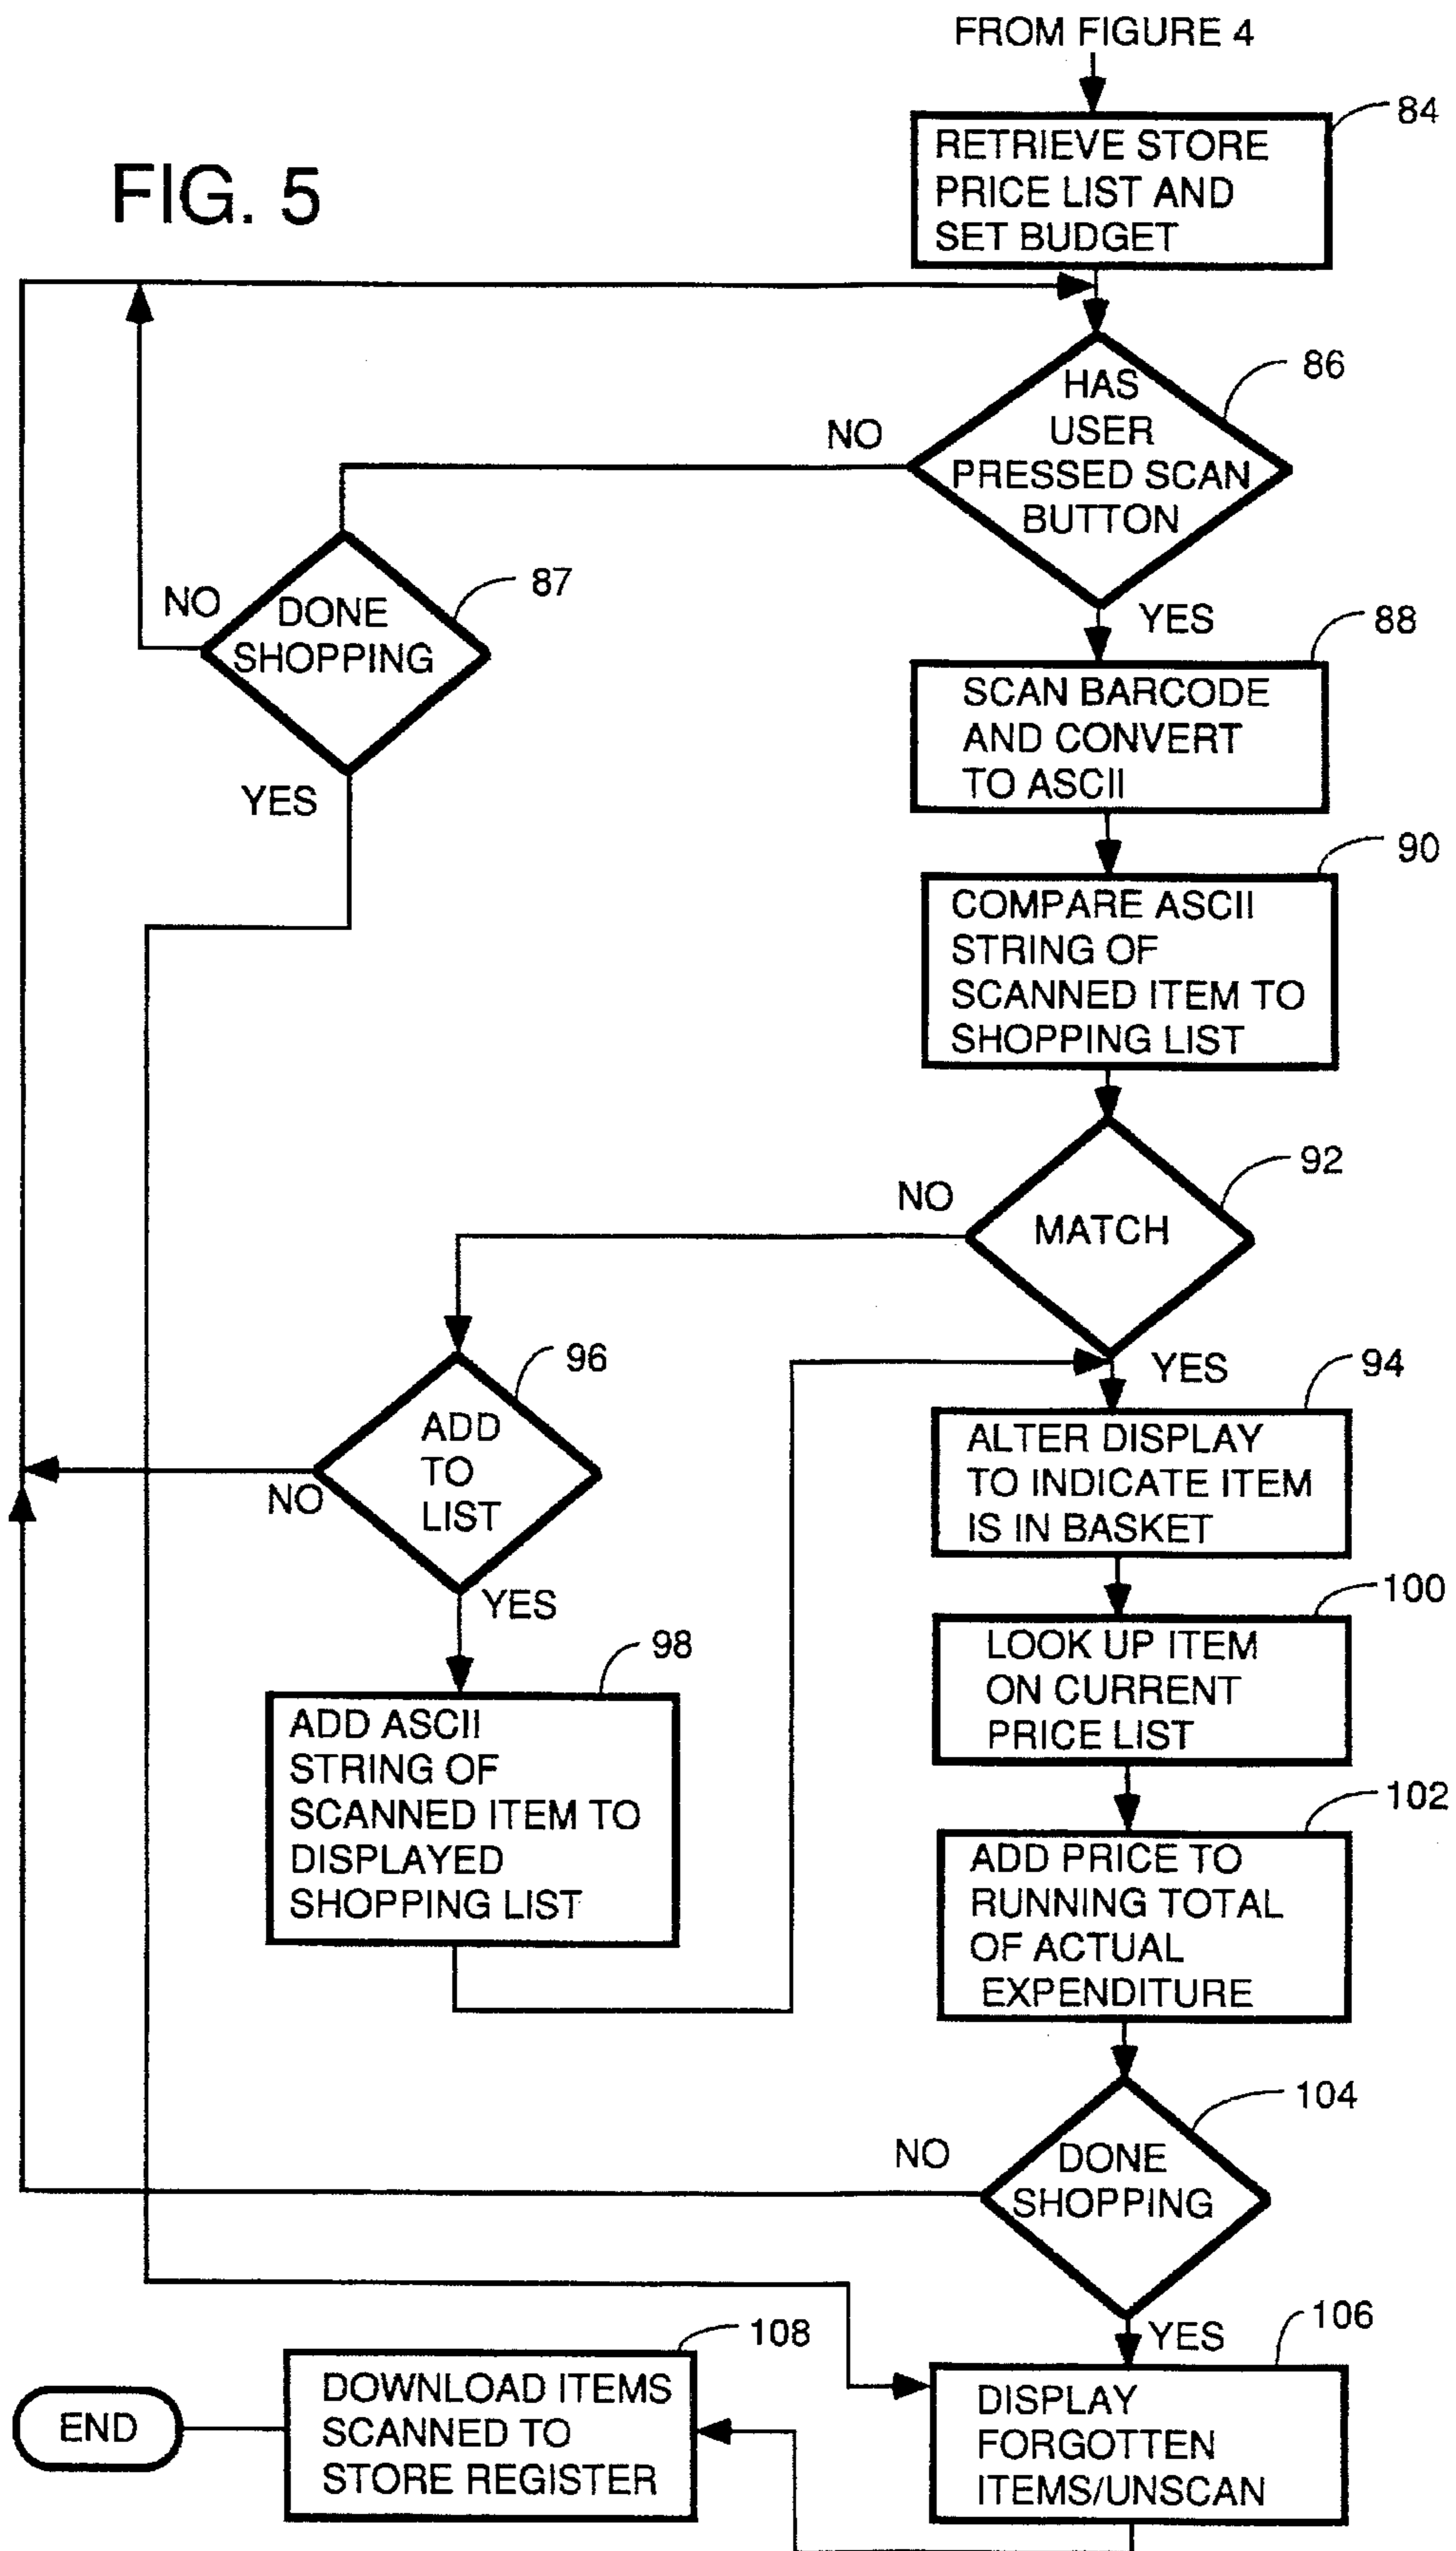 FROM FIGURE 4
84
RETRIEVE STORE
PRICE LIST AND
SET BUDGET
FIG. 5
86
HAS
USER
PRESSED SCAN
BUTTON
NO
YES
87
DONE
SHOPPING
NO
YES
88
SCAN BARCODE
AND CONVERT
TO ASCII
90
COMPARE ASCII
STRING OF
SCANNED ITEM TO
SHOPPING LIST
92
MATCH
NO
YES
94
ALTER DISPLAY
TO INDICATE ITEM
IS IN BASKET
96
ADD
TO
LIST
NO
YES
98
ADD ASCII
STRING OF
SCANNED ITEM TO
DISPLAYED
SHOPPING LIST
100
LOOK UP ITEM
ON CURRENT
PRICE LIST
102
ADD PRICE TO
RUNNING TOTAL
OF ACTUAL
EXPENDITURE
104
DONE
SHOPPING
NO
YES
106
DISPLAY
FORGOTTEN
ITEMS/UNSCAN
108
DOWNLOAD ITEMS
SCANNED TO
STORE REGISTER
END